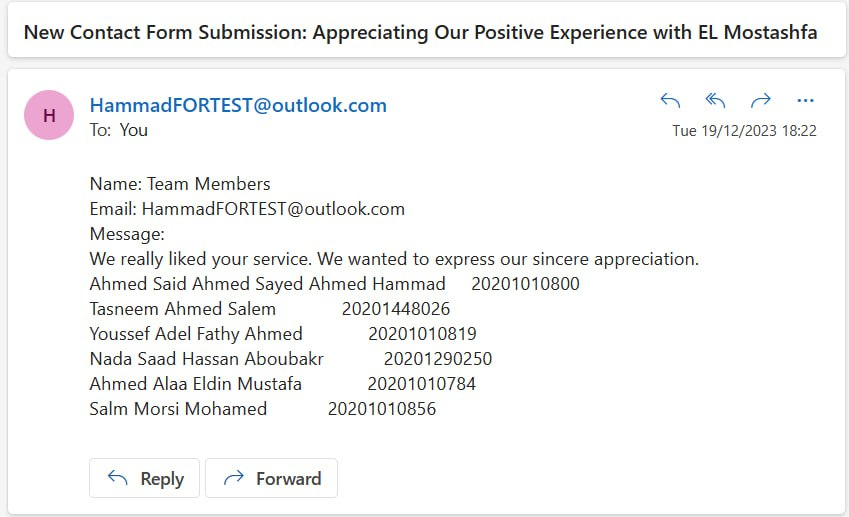 New Contact Form Submission: Appreciating Our Positive Experience with EL Mostashfa
H
HammadFORTEST@outlook.com
To: You
Tue 19/12/2023 18:22
Name: Team Members
Email: HammadFORTEST@outlook.com
Message:
We really liked your service. We wanted to express our sincere appreciation.
Ahmed Said Ahmed Sayed Ahmed Hammad 20201010800
Tasneem Ahmed Salem 20201448026
Youssef Adel Fathy Ahmed 20201010819
Nada Saad Hassan Aboubakr 20201290250
Ahmed Alaa Eldin Mustafa 20201010784
Salm Morsi Mohamed 20201010856
Reply Forward